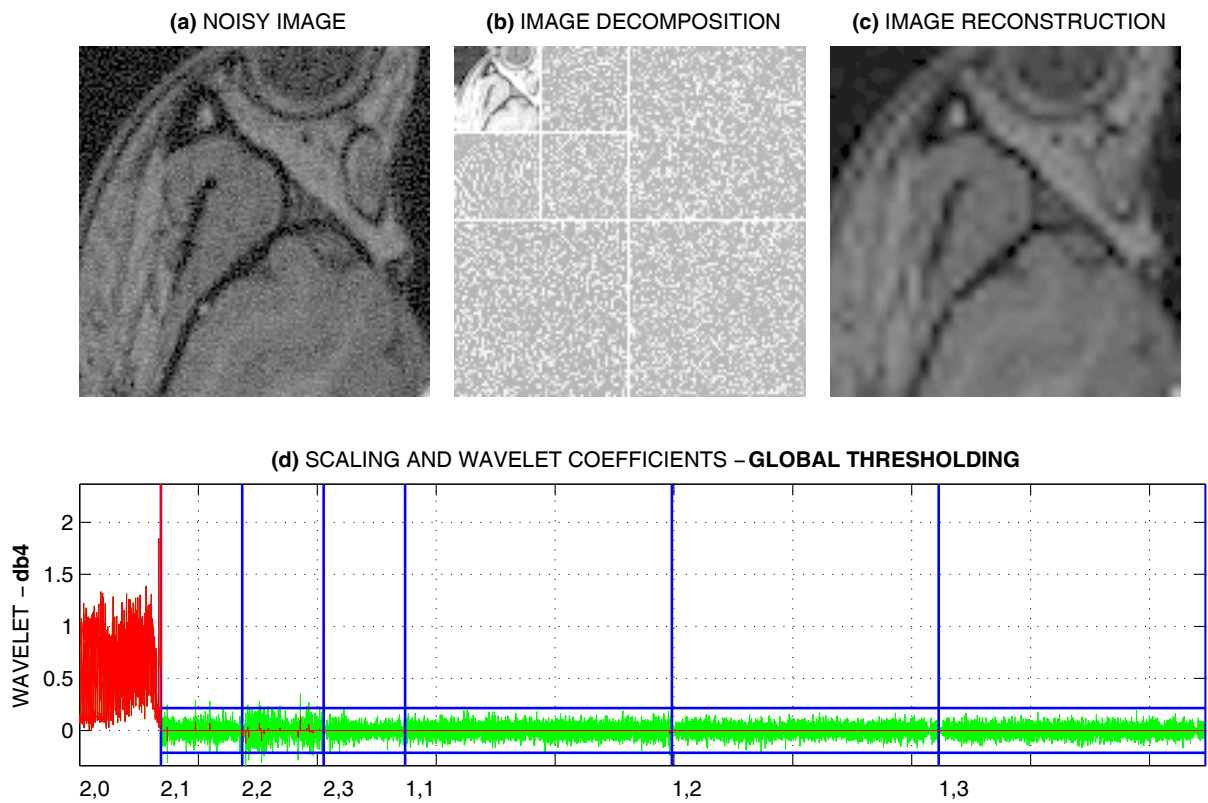 (a) NOISY IMAGE
(b) IMAGE DECOMPOSITION
(c) IMAGE RECONSTRUCTION
(d) SCALING AND WAVELET COEFFICIENTS – GLOBAL THRESHOLDING
WAVELET – db4
2
1.5
1
0.5
0
2,0 2,1 2,2 2,3 1,1 1,2 1,3